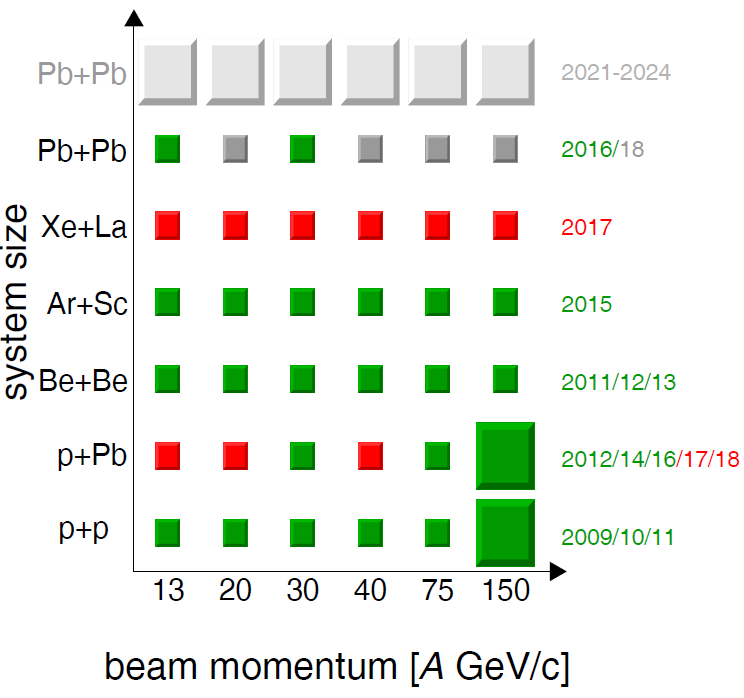 Pb+Pb 2021-2024
Pb+Pb 2016/18
Xe+La 2017
Ar+Sc 2015
Be+Be 2011/12/13
p+Pb 2012/14/16/17/18
p+p 2009/10/11
system size
13 20 30 40 75 150
beam momentum [A GeV/c]